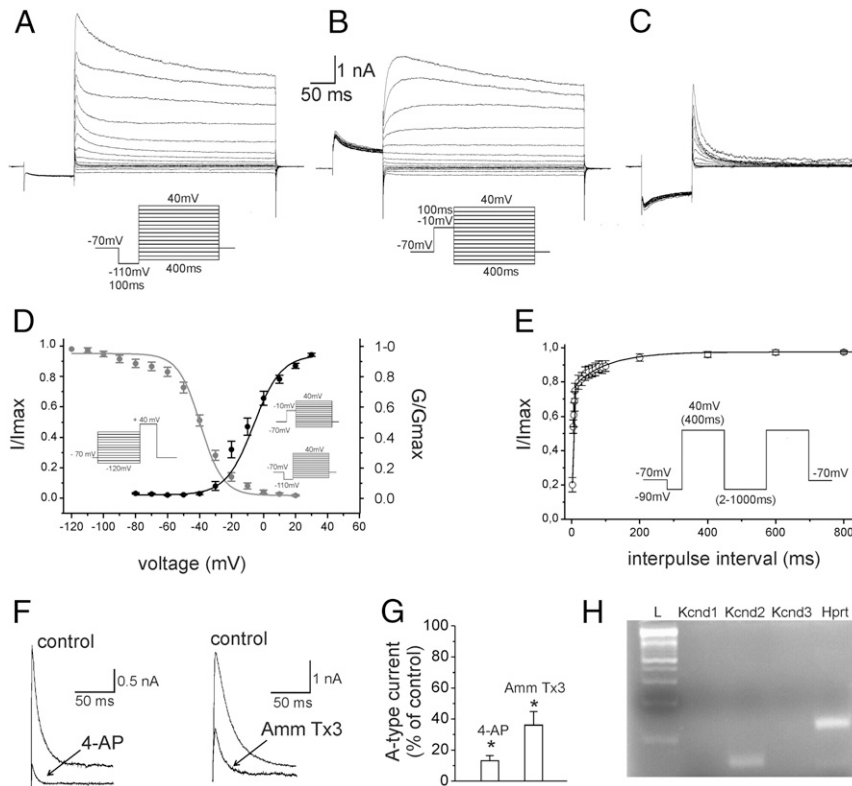 A
B
C
1 nA
50 ms
40mV
-70mV
-110mV
100ms
400ms
40mV
100ms
-10mV
-70mV
400ms
D
I/Imax
1.0
0.8
0.6
0.4
0.2
0.0
+ 40 mV
- 70 mV
-120mV
40mV
-10mV
-70mV
40mV
-70mV
-110mV
1-0
0.8
0.6
0.4
0.2
0.0
G/Gmax
-120 -100 -80 -60 -40 -20 0 20 40 60
voltage (mV)
E
I/Imax
1,0
0,8
0,6
0,4
0,2
0,0
40mV
(400ms)
-70mV
-90mV
(2-1000ms)
-70mV
0 200 400 600 800
interpulse interval (ms)
F
control
0.5 nA
50 ms
4-AP
control
1 nA
50 ms
Amm Tx3
G
A-type current
(% of control)
100
80
60
40
20
0
4-AP
*
Amm Tx3
*
H
L Kcnd1 Kcnd2 Kcnd3 Hprt